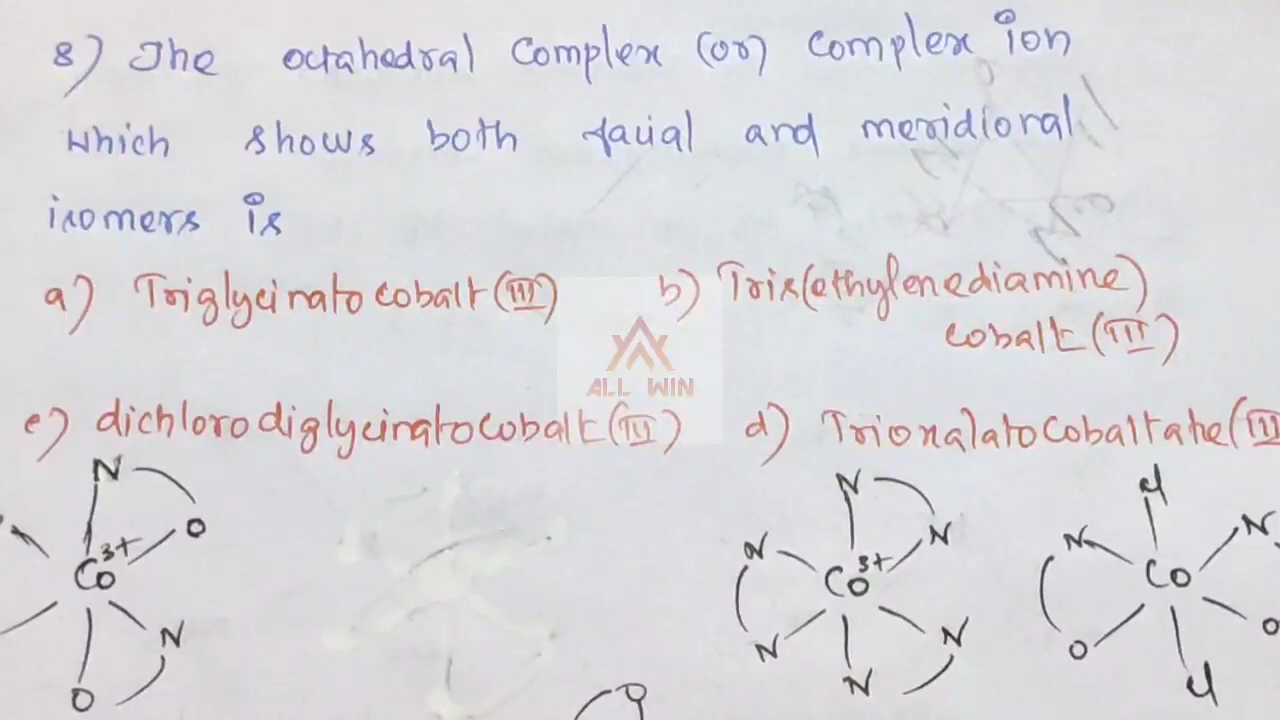 8) The octahedral Complex (or) Complex ion
which shows both facial and meridional
isomers is
a) Triglycinato cobalt (III) b) Tris(ethylenediamine)
cobalt (III)
c) dichlorodiglycinatocobalt (III) d) Trioxalatocobaltate (III
N
O
Co3+
N
O
N
N N
Co3+
N N
N
Cl
N N
Co
O O
Cl
O
ALL WIN